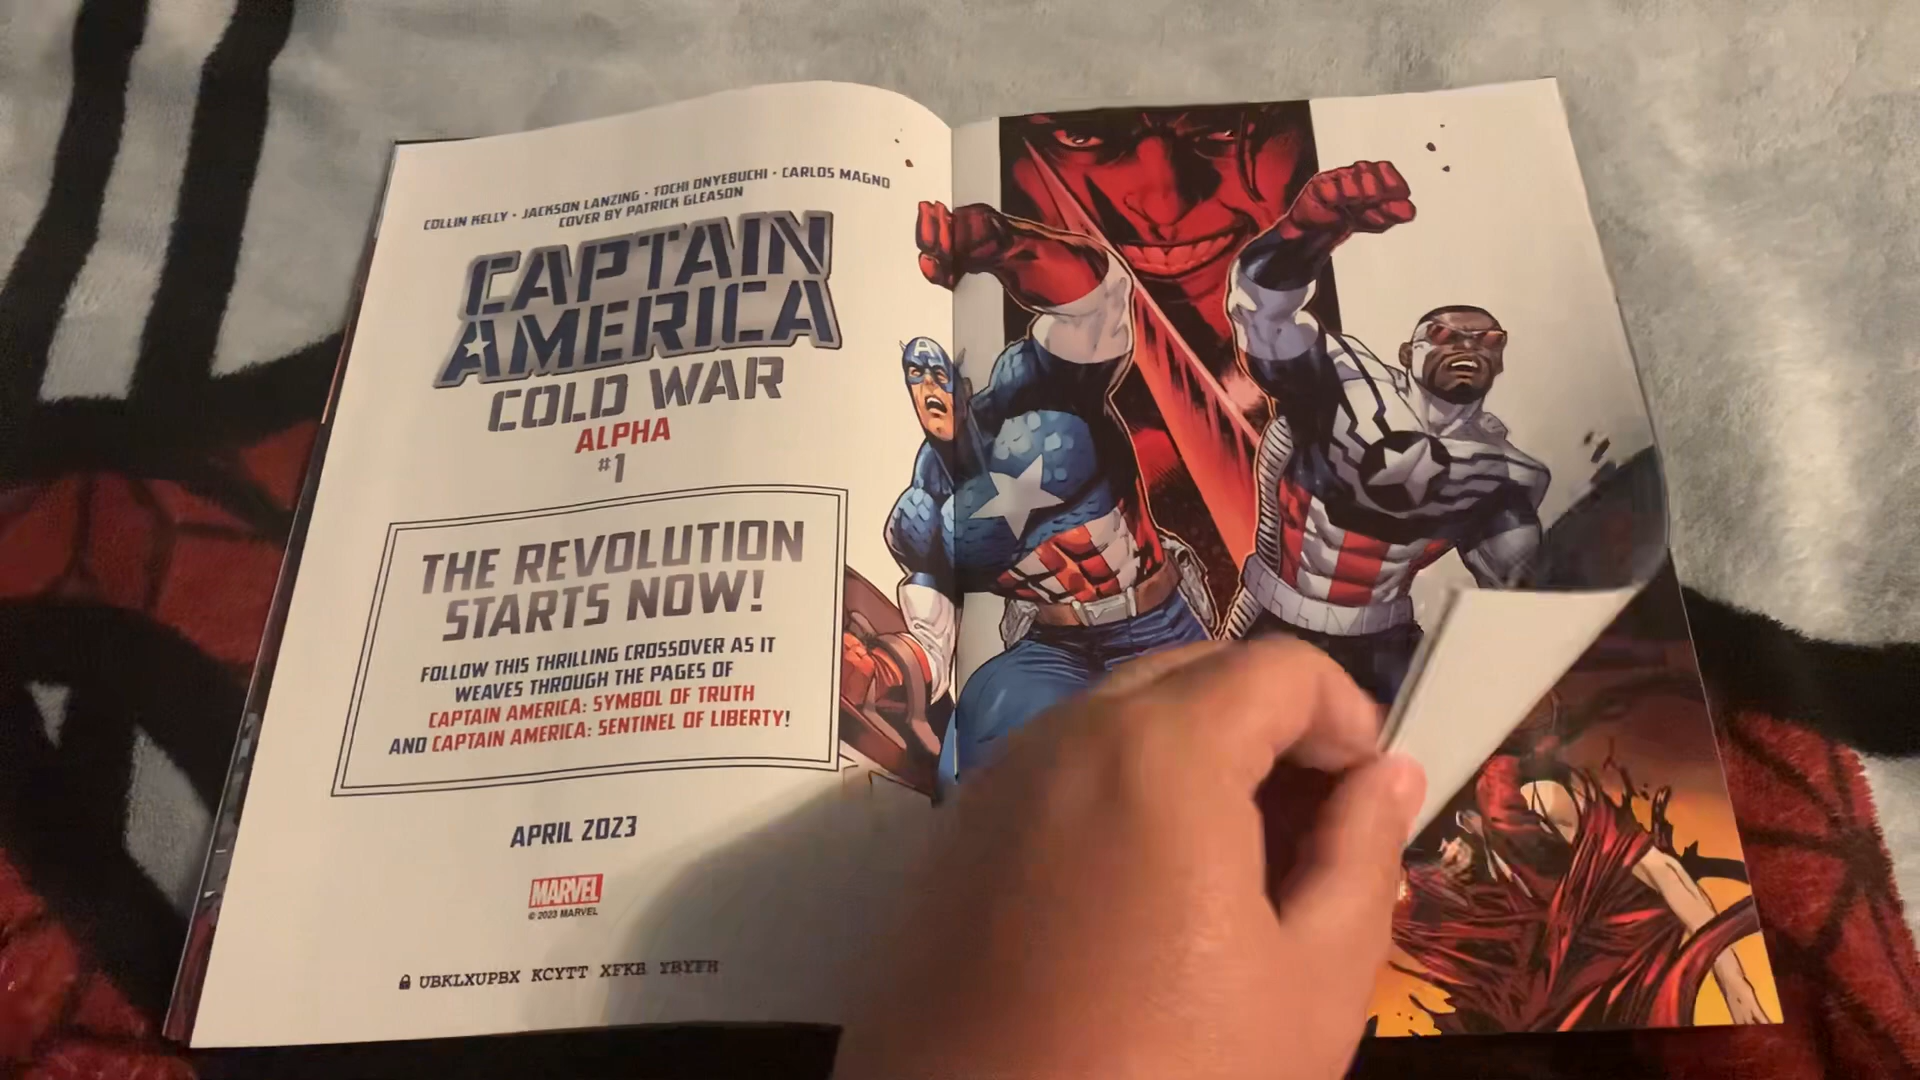 COLLIN KELLY • JACKSON LANZING • TOCHI ONYEBUCHI • CARLOS MAGNO
COVER BY PATRICK GLEASON
CAPTAIN
AMERICA
COLD WAR
ALPHA
#1
THE REVOLUTION
STARTS NOW!
FOLLOW THIS THRILLING CROSSOVER AS IT
WEAVES THROUGH THE PAGES OF
CAPTAIN AMERICA: SYMBOL OF TRUTH
AND CAPTAIN AMERICA: SENTINEL OF LIBERTY!
APRIL 2023
MARVEL
© 2023 MARVEL
UBKLXUPBX KCYTT XFKB
A